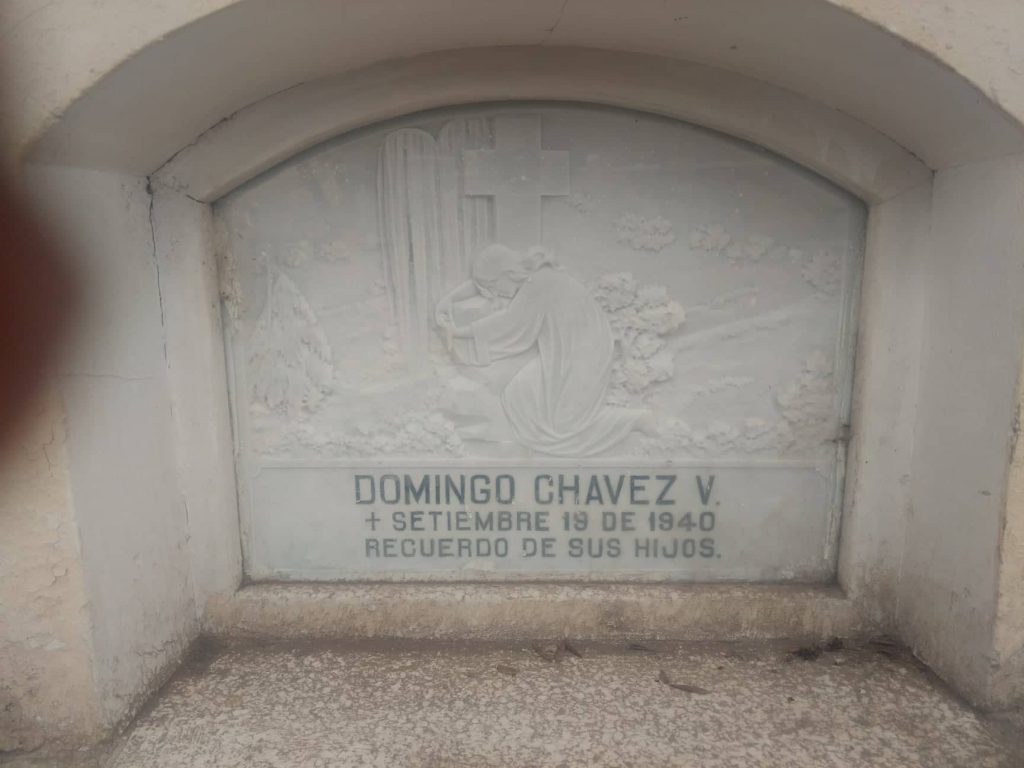 DOMINGO CHAVEZ V.
+ SETIEMBRE 19 DE 1940
RECUERDO DE SUS HIJOS.